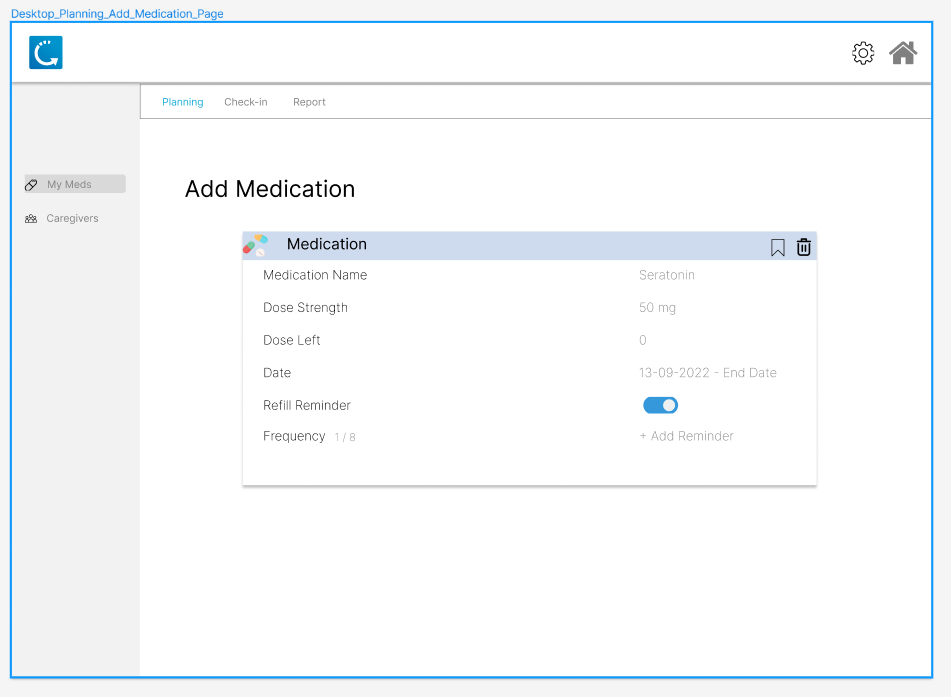 Desktop_Planning_Add_Medication_Page
Planning Check-in Report
My Meds
Caregivers
Add Medication
Medication
Medication Name Seratonin
Dose Strength 50 mg
Dose Left 0
Date 13-09-2022 - End Date
Refill Reminder
Frequency 1 / 8 + Add Reminder